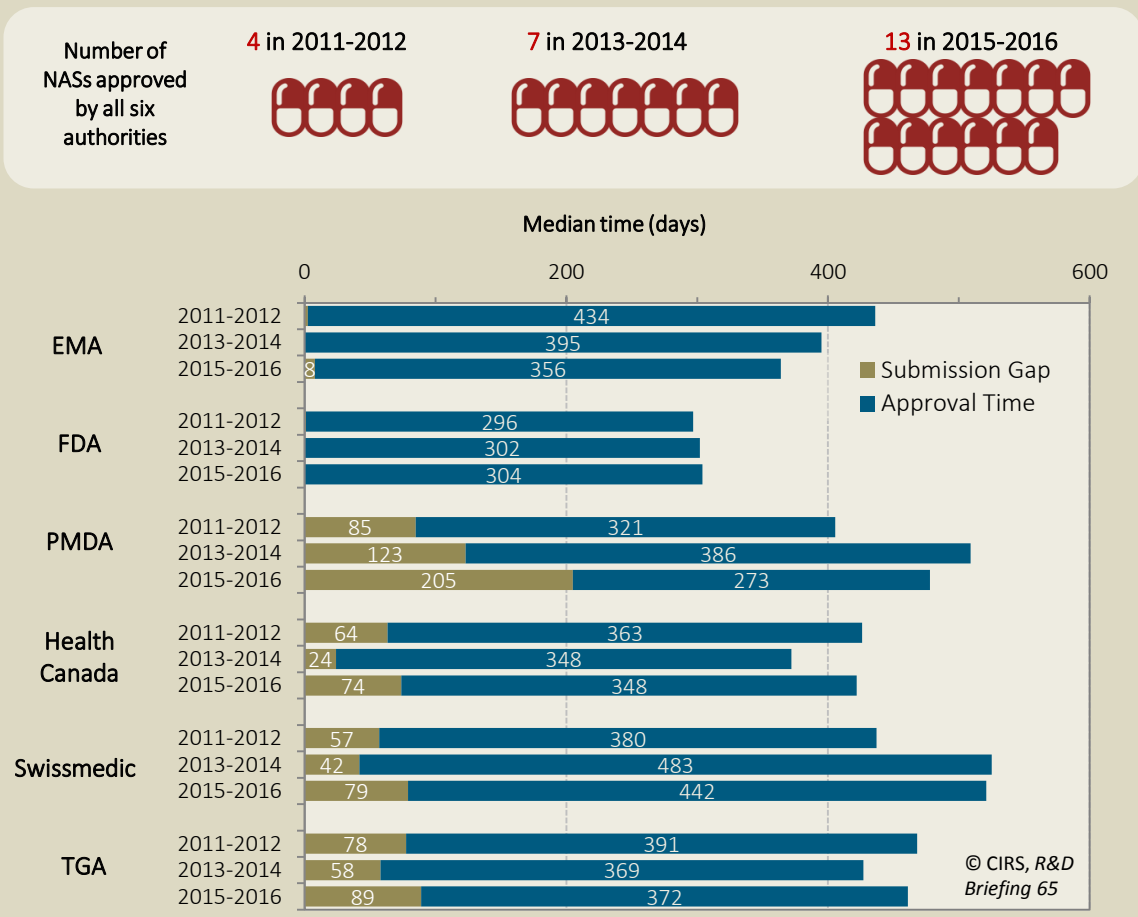 Number of
NASs approved
by all six
authorities
4 in 2011-2012
7 in 2013-2014
13 in 2015-2016
Median time (days)
0 200 400 600
EMA
2011-2012 434
2013-2014 395
2015-2016 8 356
Submission Gap
Approval Time
FDA
2011-2012 296
2013-2014 302
2015-2016 304
PMDA
2011-2012 85 321
2013-2014 123 386
2015-2016 205 273
Health
Canada
2011-2012 64 363
2013-2014 24 348
2015-2016 74 348
Swissmedic
2011-2012 57 380
2013-2014 42 483
2015-2016 79 442
TGA
2011-2012 78 391
2013-2014 58 369
2015-2016 89 372
© CIRS, R&D
Briefing 65